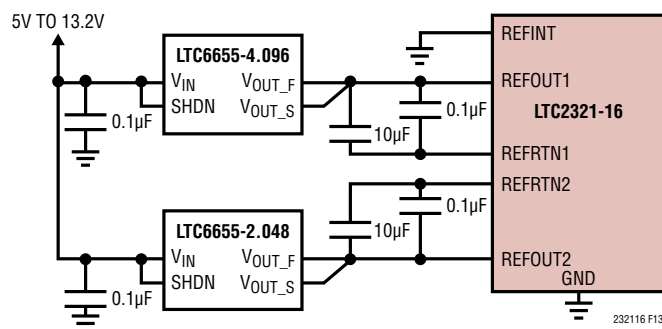 5V TO 13.2V
LTC6655-4.096
VIN
SHDN
VOUT_F
VOUT_S
0.1µF
10µF
0.1µF
REFINT
REFOUT1
LTC2321-16
REFRTN1
REFRTN2
0.1µF
10µF
LTC6655-2.048
VIN
SHDN
VOUT_F
VOUT_S
0.1µF
REFOUT2
GND
232116 F13